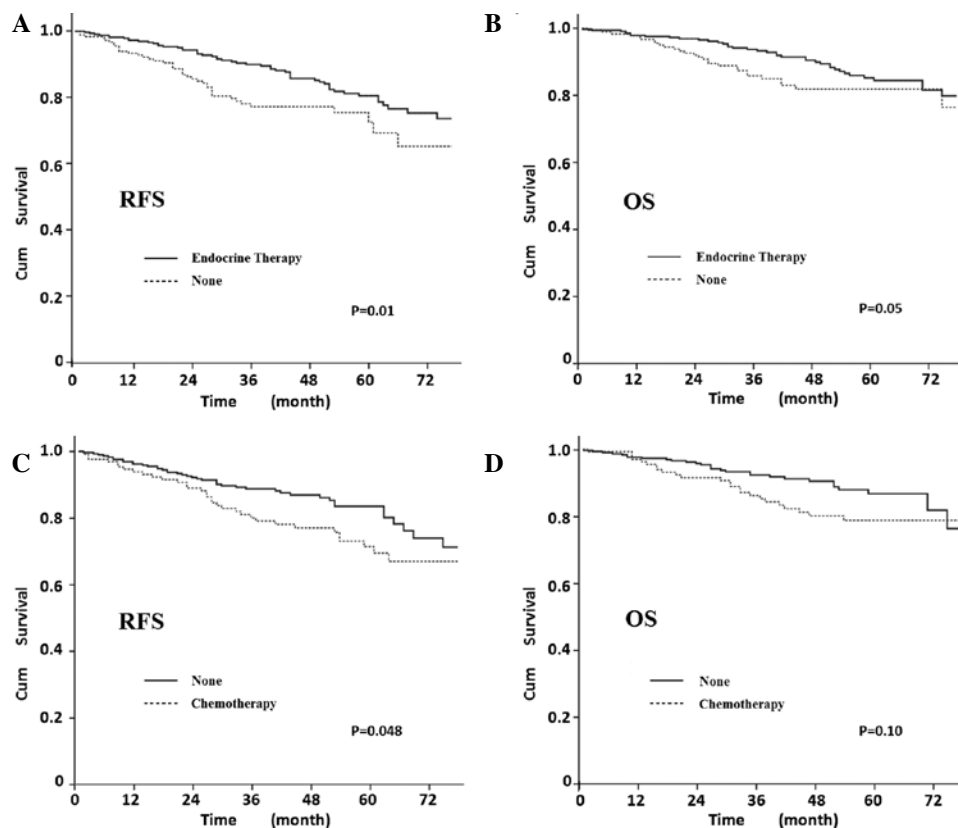 A
1.0
0.8
0.6
0.4
0.2
0
Cum Survival
RFS
Endocrine Therapy
None
P=0.01
0 12 24 36 48 60 72
Time (month)
B
1.0
0.8
0.6
0.4
0.2
0
Cum Survival
OS
Endocrine Therapy
None
P=0.05
0 12 24 36 48 60 72
Time (month)
C
1.0
0.8
0.6
0.4
0.2
0
Cum Survival
RFS
None
Chemotherapy
P=0.048
0 12 24 36 48 60 72
Time (month)
D
1.0
0.8
0.6
0.4
0.2
0
Cum Survival
OS
None
Chemotherapy
P=0.10
0 12 24 36 48 60 72
Time (month)